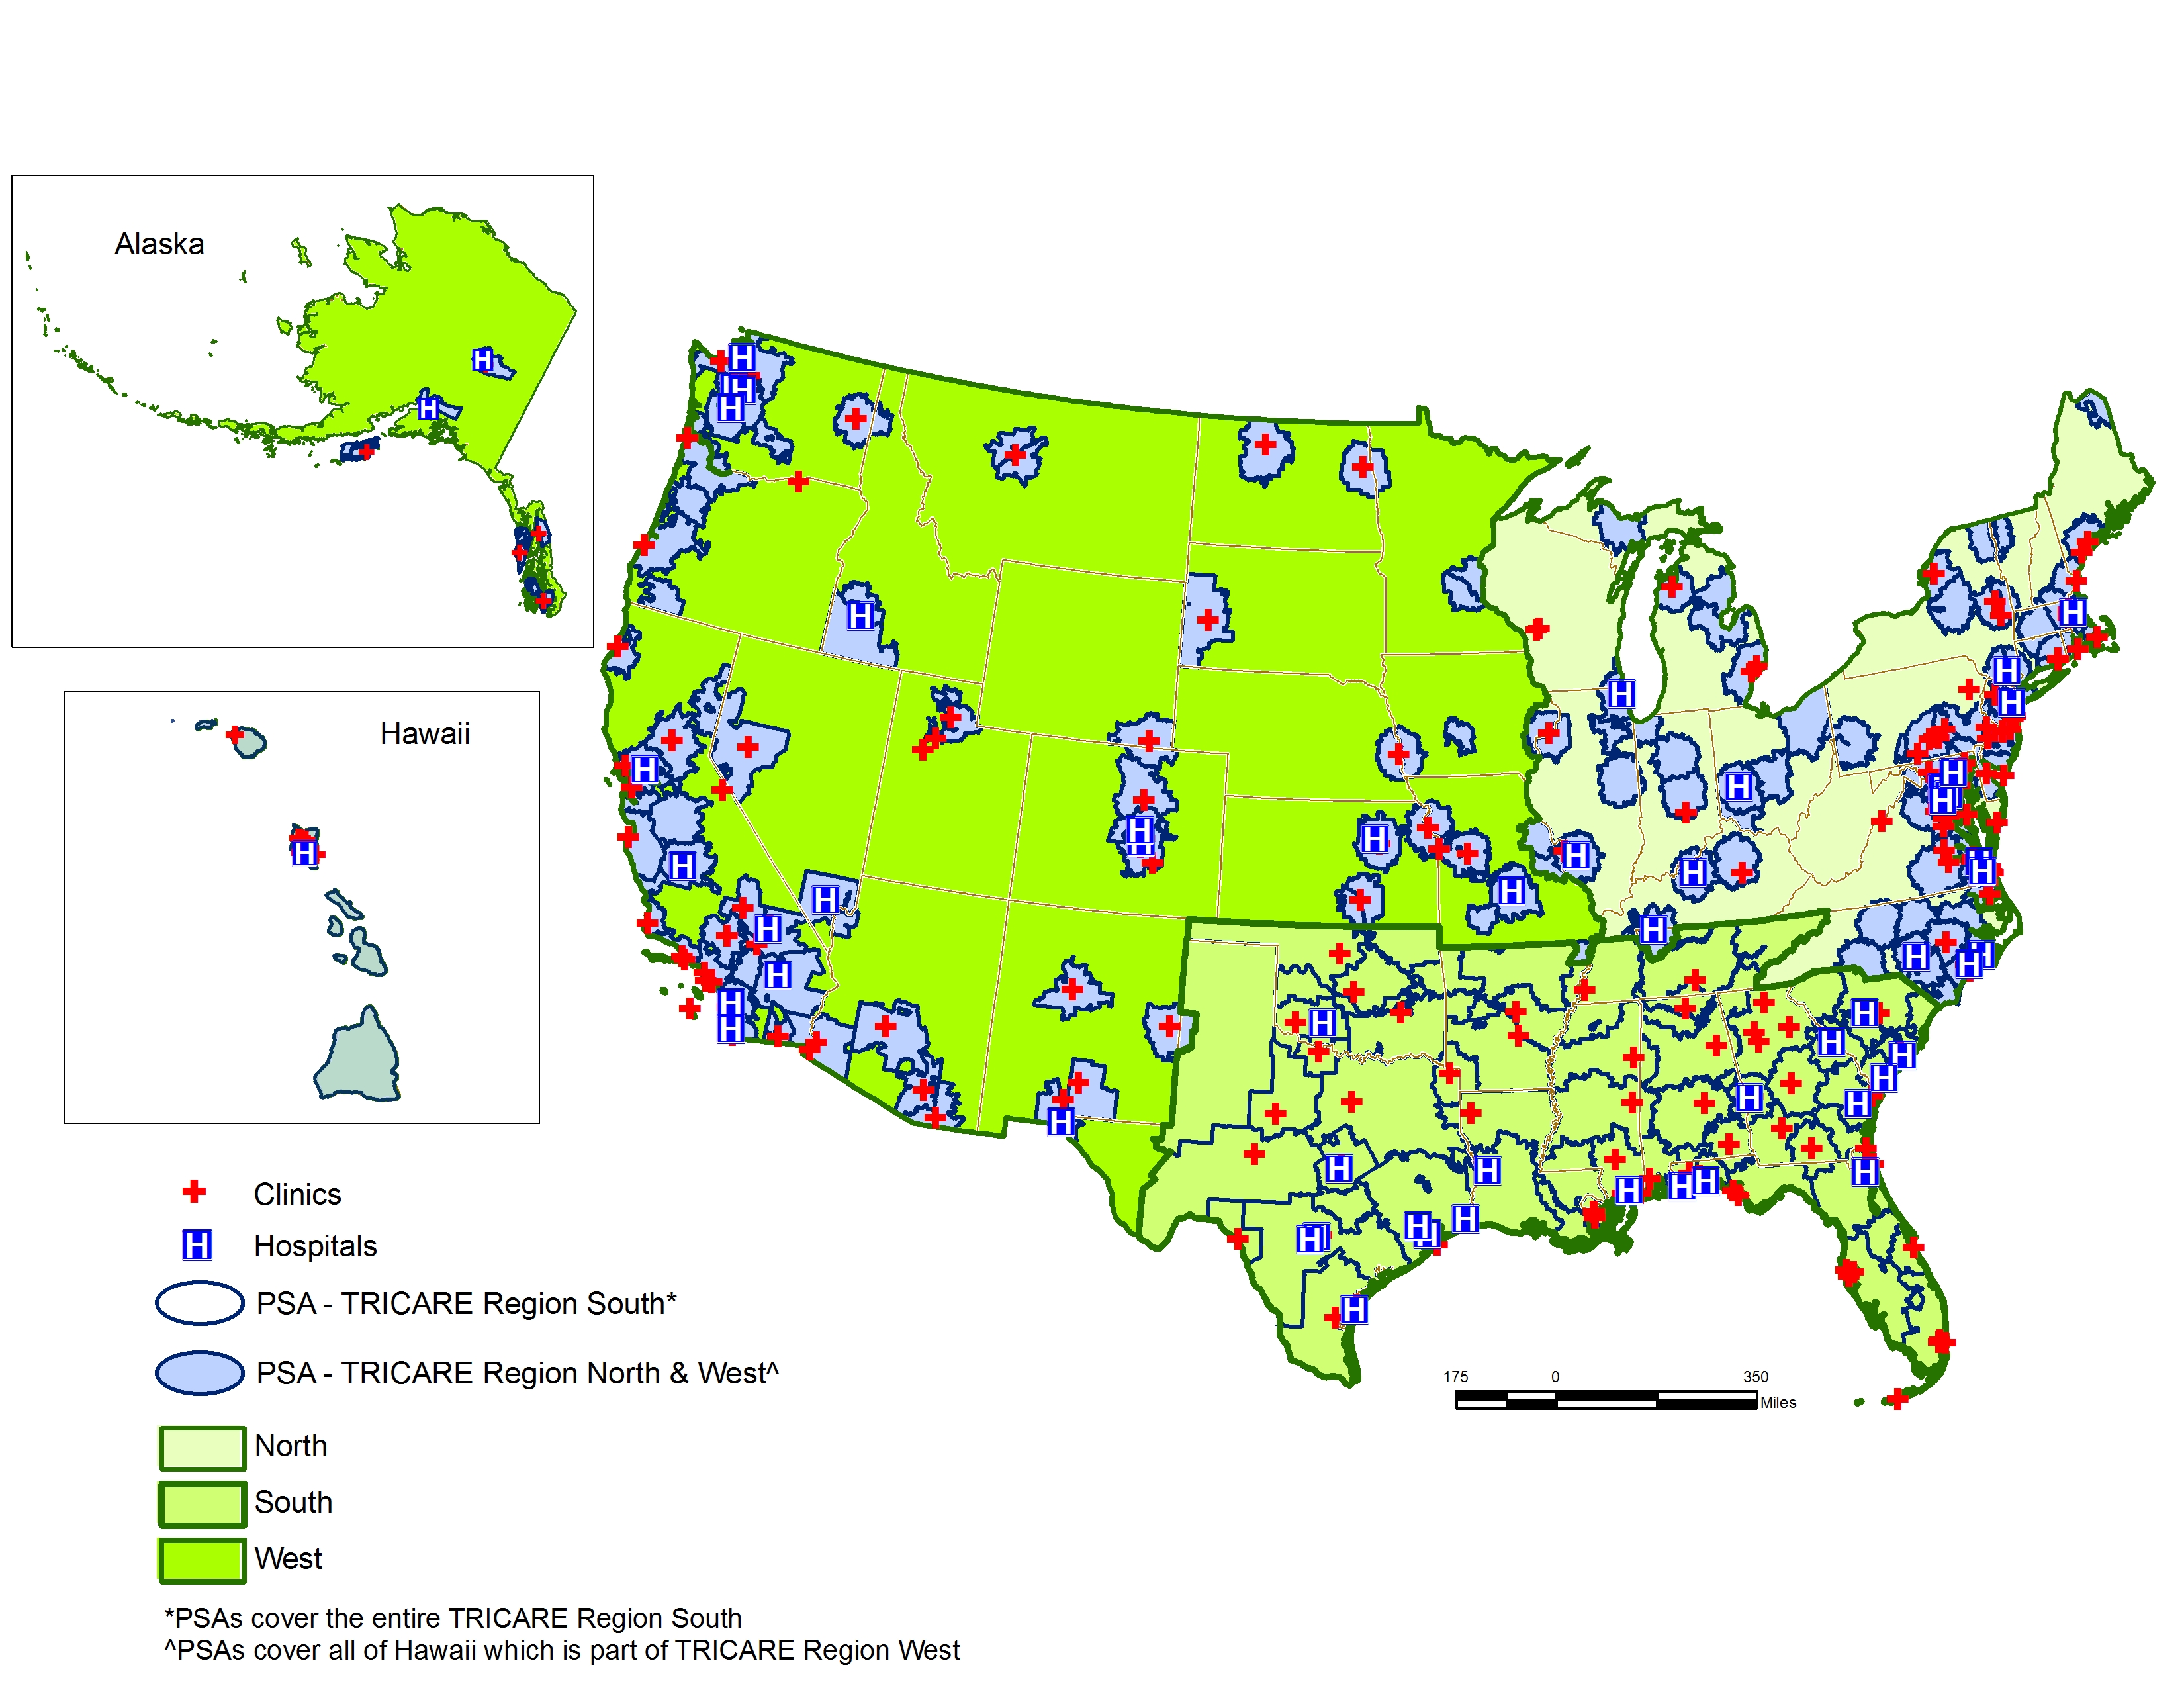 Alaska
Hawaii
Clinics
H Hospitals
PSA - TRICARE Region South*
PSA - TRICARE Region North & West^
North
South
West
175 0 350
Miles
*PSAs cover the entire TRICARE Region South
^PSAs cover all of Hawaii which is part of TRICARE Region West